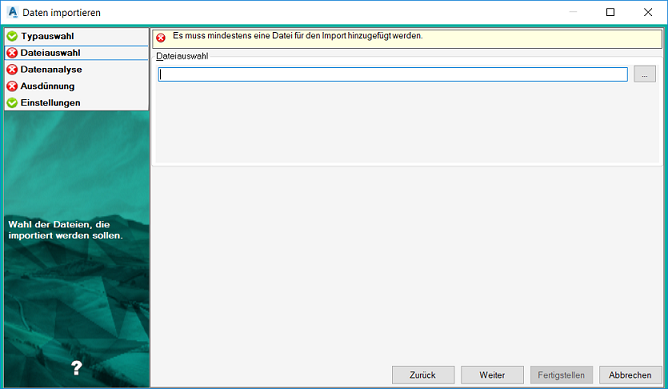 Daten importieren
Typauswahl
Dateiauswahl
Datenanalyse
Ausdünnung
Einstellungen
Wahl der Dateien, die
importiert werden sollen.
?
Es muss mindestens eine Datei für den Import hinzugefügt werden.
Dateiauswahl
...
Zurück
Weiter
Fertigstellen
Abbrechen